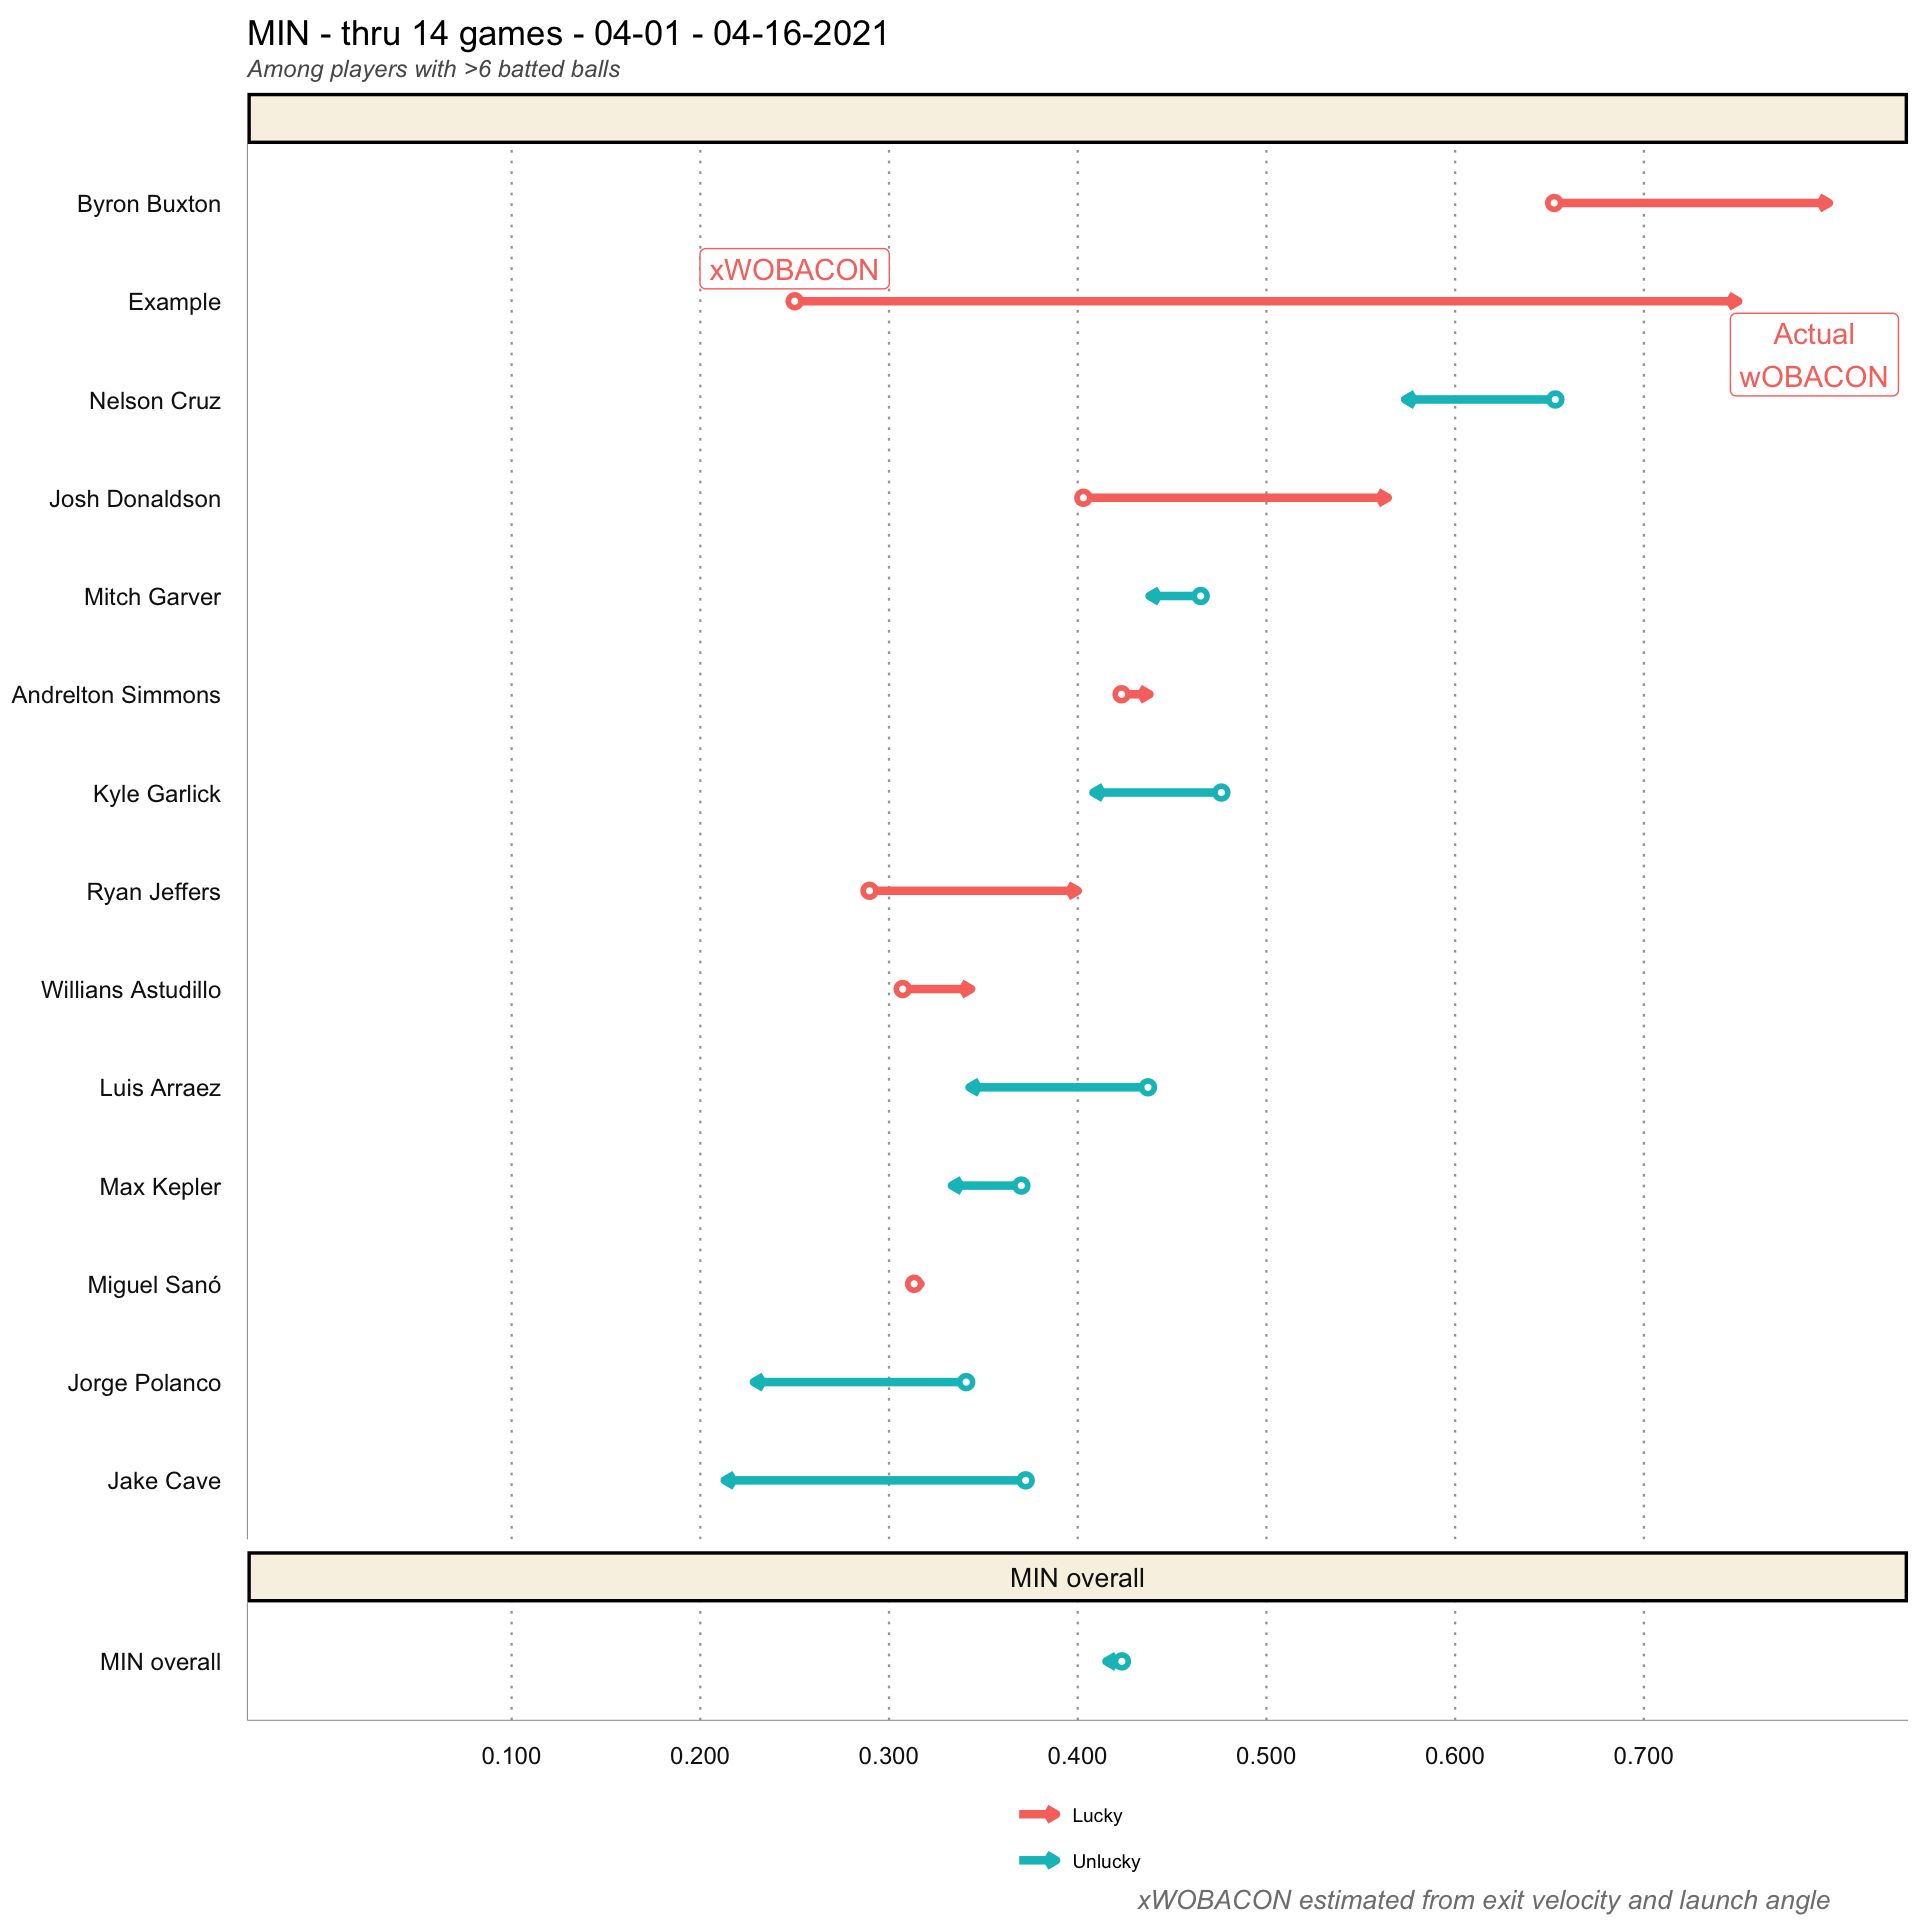 MIN - thru 14 games - 04-01 - 04-16-2021
Among players with >6 batted balls
Byron Buxton
xWOBACON
Example
Actual
wOBACON
Nelson Cruz
Josh Donaldson
Mitch Garver
Andrelton Simmons
Kyle Garlick
Ryan Jeffers
Willians Astudillo
Luis Arraez
Max Kepler
Miguel Sanó
Jorge Polanco
Jake Cave
MIN overall
MIN overall
0.100 0.200 0.300 0.400 0.500 0.600 0.700
Lucky
Unlucky
xWOBACON estimated from exit velocity and launch angle